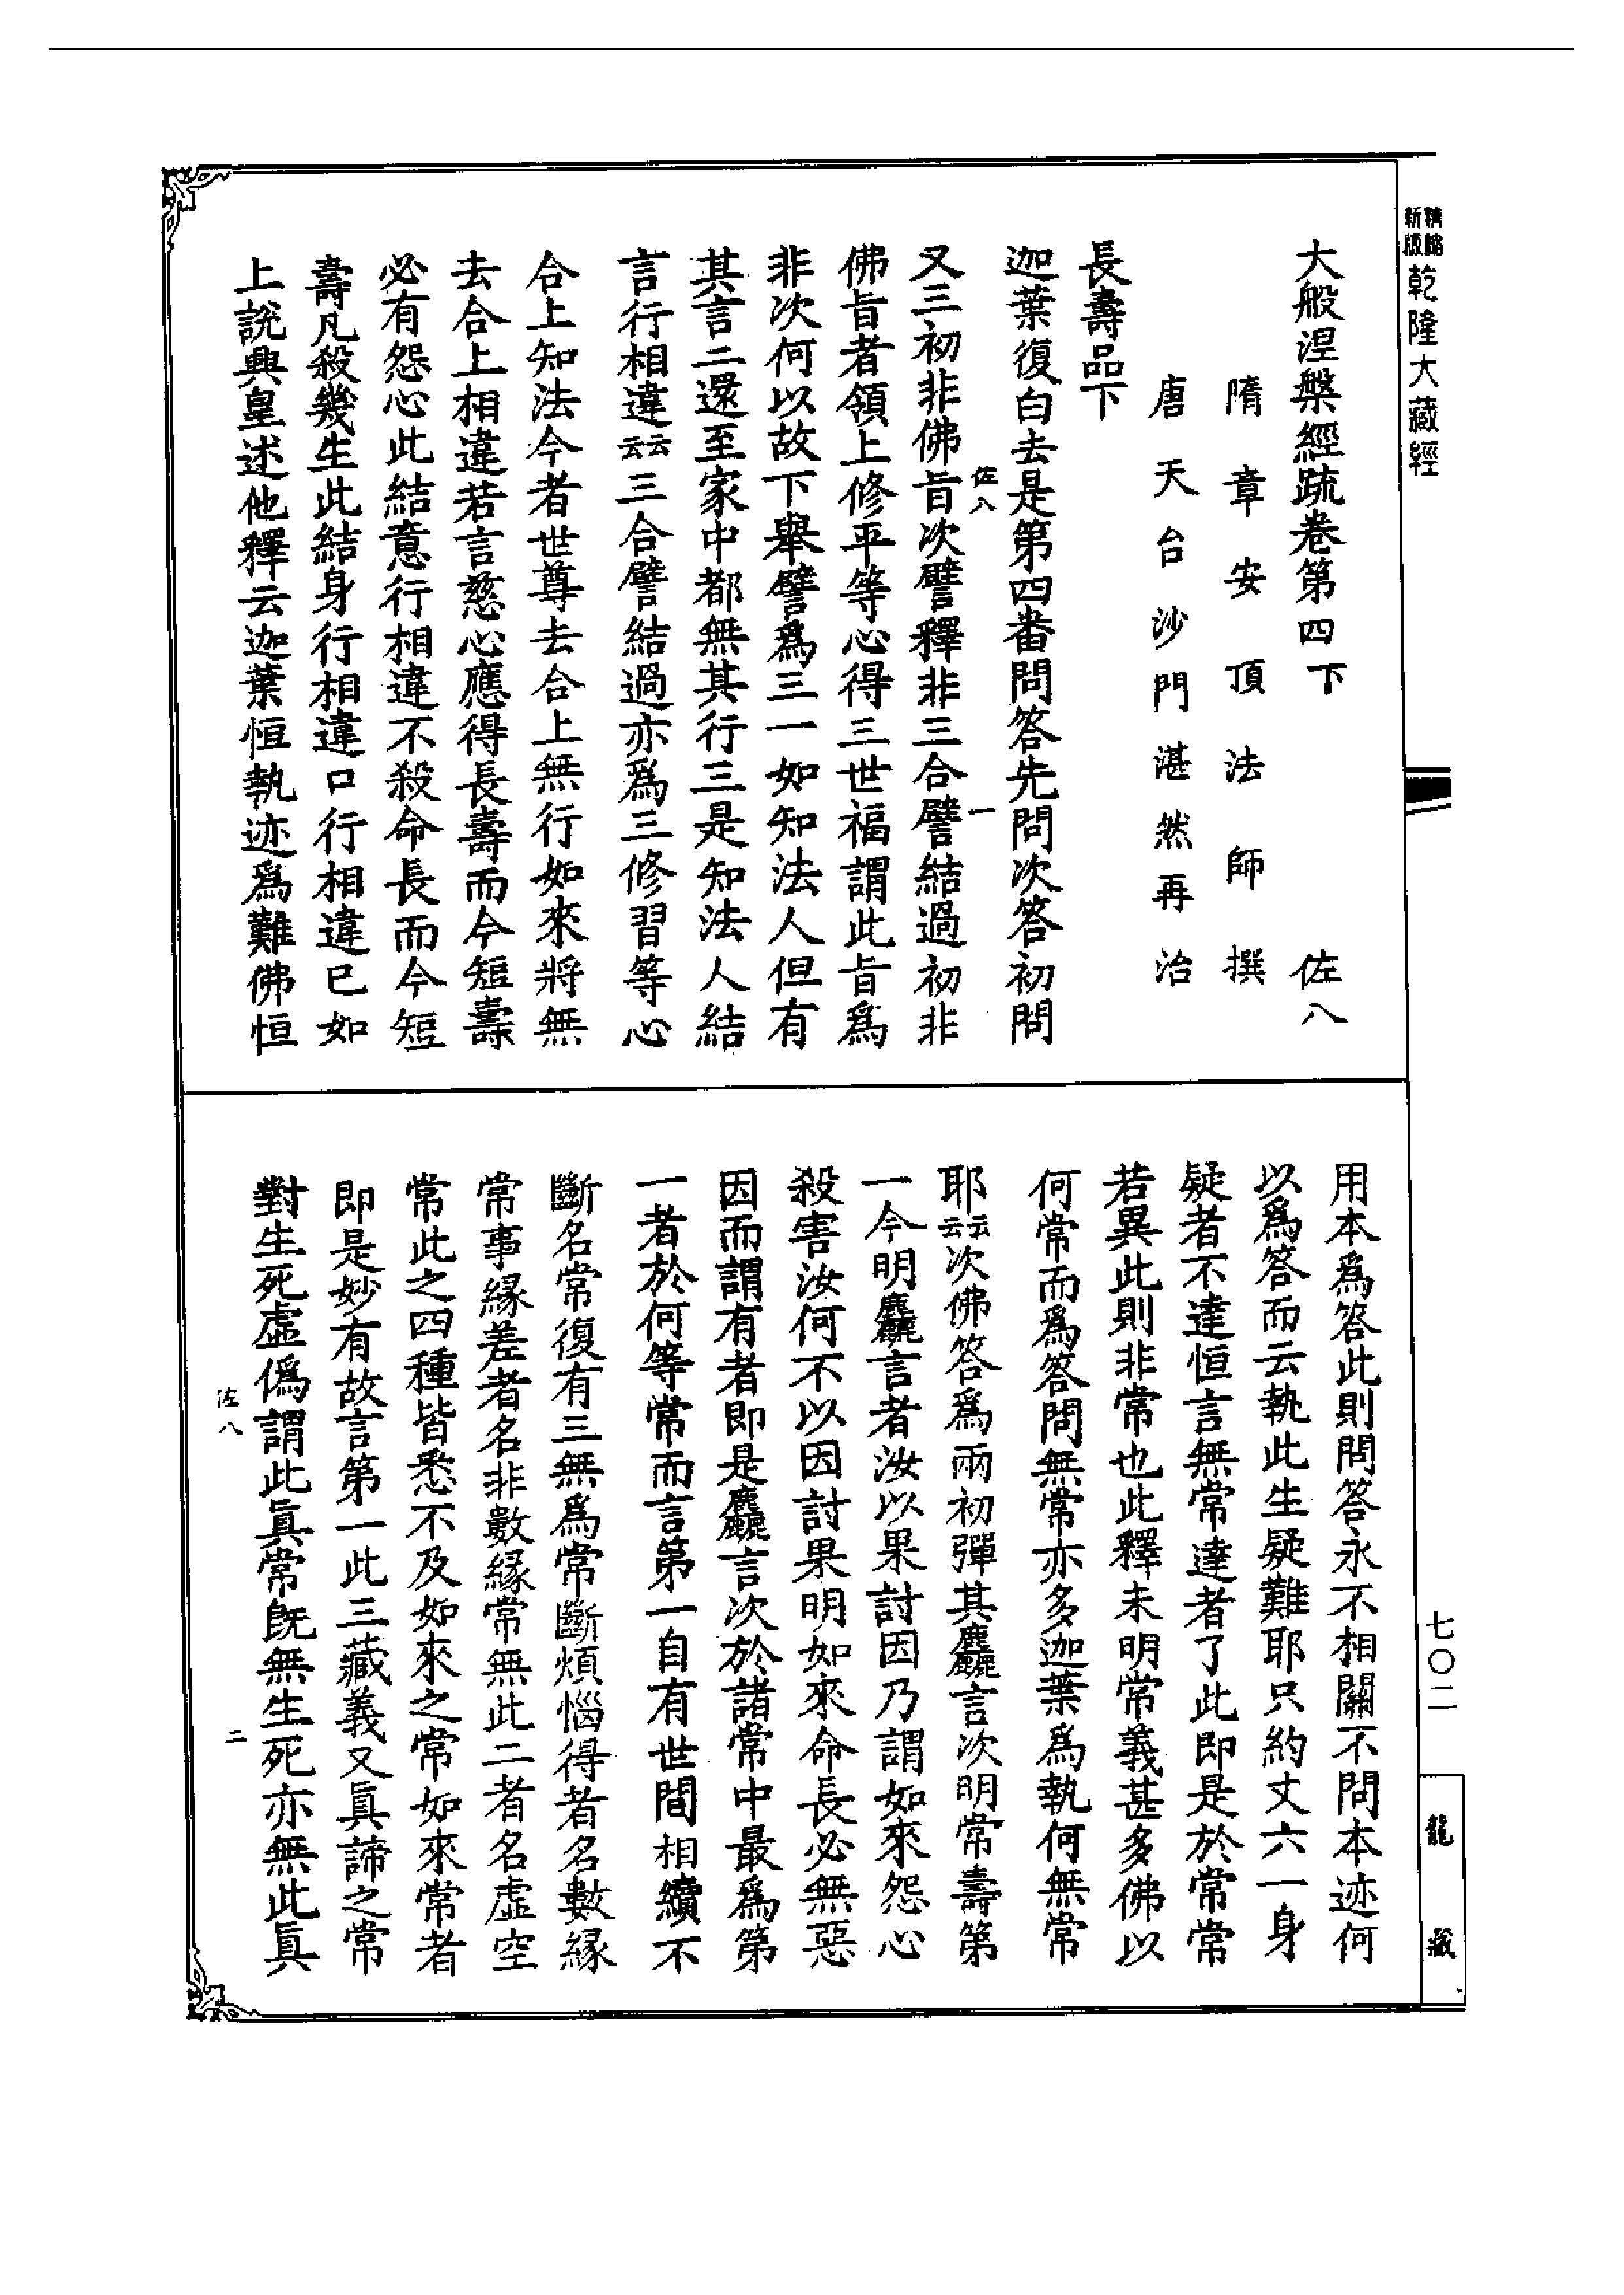 精縮新版乾隆大藏經
大般涅槃經疏卷第四下 佐八
隋章安頂法師撰
唐天台沙門湛然再治
長壽品下
迦葉復白去是第四番問答先問次答初問
又三初非佛旨次譬釋非三合譬結過初非
佛旨者領上修平等心得三世福謂此旨爲
非次何以故下舉譬爲三一如知法人但有
其言二還至家中都無其行三是知法人結
言行相違云云三合譬結過亦爲三修習等心
合上知法今者世尊去合上無行如來將無
去合上相違若言慈心應得長壽而今短壽
必有怨心此結意行相違不殺命長而今短
壽凡殺幾生此結身行相違口行相違已如
上說興皇述他釋云迦葉恒執迹爲難佛恒
佐八 一
用本爲答此則問答永不相關不問本迹何
以爲答而云執此生疑難耶只約丈六一身
疑者不達恒言無常達者了此即是於常常
若異此則非常也此釋未明常義甚多佛以
何常而爲答問無常亦多迦葉爲執何無常
耶云云次佛答爲兩初彈其麤言次明常壽第
一今明麤言者汝以果討因乃謂如來怨心
殺害汝何不以因討果明如來命長必無惡
因而謂有者即是麤言次於諸常中最爲第
一者於何等常而言第一自有世間相續不
斷名常復有三無爲常斷煩惱得者名數緣
常事緣差者名非數緣常無此二者名虛空
常此之四種皆悉不及如來之常如來常者
即是妙有故言第一此三藏義又眞諦之常
對生死虛僞謂此眞常旣無生死亦無此眞
佐八 二
七〇二
龍藏